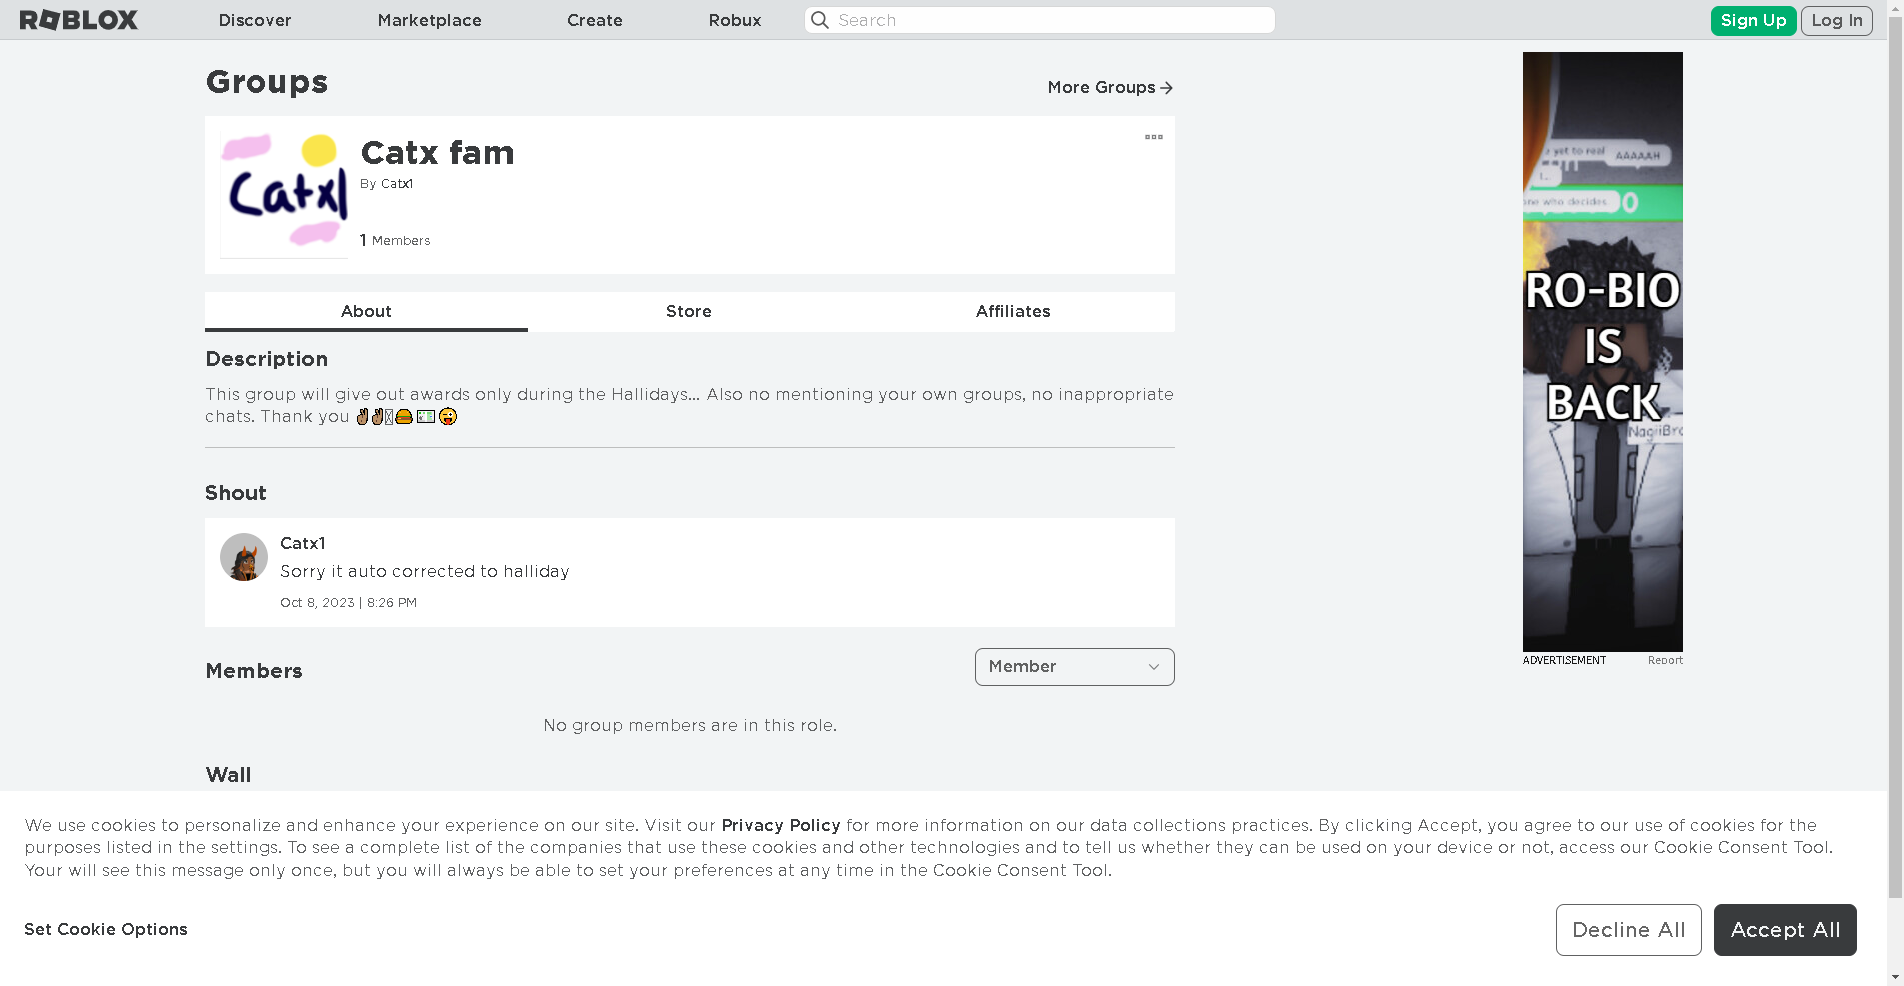 ROBLOX
Discover
Marketplace
Create
Robux
Search
Sign Up
Log In
Groups
More Groups
Catx1
Catx fam
By Catx1
1 Members
About
Store
Affiliates
Description
This group will give out awards only during the Hallidays... Also no mentioning your own groups, no inappropriate
chats. Thank you ✌🏾✌🏾🍔💵😜
Shout
Catx1
Sorry it auto corrected to halliday
Oct 8, 2023 | 8:26 PM
Members
Member
No group members are in this role.
Wall
yet to real
AAAAAH
one who decides..
0
RO-BIO
IS
BACK
ADVERTISEMENT
Report
We use cookies to personalize and enhance your experience on our site. Visit our Privacy Policy for more information on our data collections practices. By clicking Accept, you agree to our use of cookies for the
purposes listed in the settings. To see a complete list of the companies that use these cookies and other technologies and to tell us whether they can be used on your device or not, access our Cookie Consent Tool.
Your will see this message only once, but you will always be able to set your preferences at any time in the Cookie Consent Tool.
Set Cookie Options
Decline All
Accept All